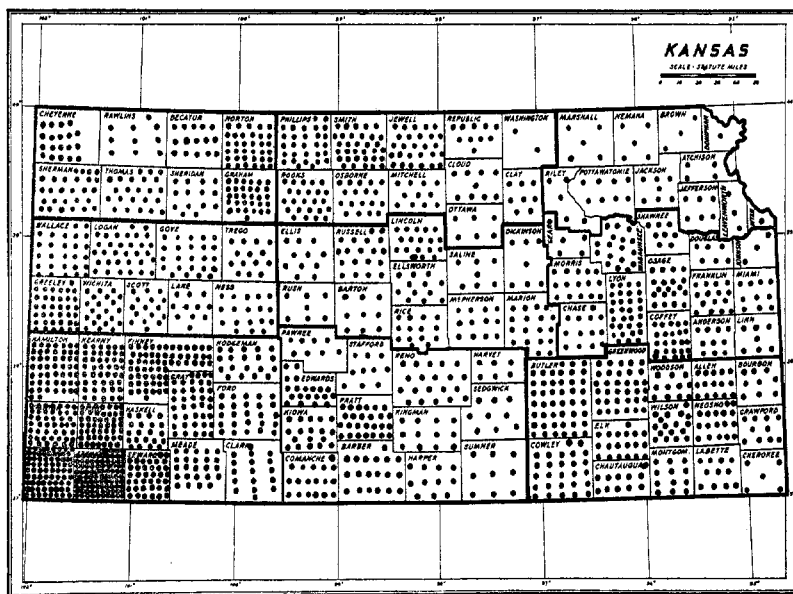 KANSAS
SCALE - STATUTE MILES
CHEYENNE RAWLINS DECATUR NORTON PHILLIPS SMITH JEWELL REPUBLIC WASHINGTON MARSHALL NEMAHA BROWN DONIPHAN
ATCHISON
SHERMAN THOMAS SHERIDAN GRAHAM ROOKS OSBORNE MITCHELL CLOUD CLAY RILEY POTTAWATOMIE JACKSON JEFFERSON LEAVENWORTH
OTTAWA
WALLACE LOGAN GOVE TREGO ELLIS RUSSELL LINCOLN DICKINSON GEARY SHAWNEE DOUGLAS
SALINE
ELLSWORTH MORRIS OSAGE FRANKLIN MIAMI
GREELEY WICHITA SCOTT LANE NESS RUSH BARTON RICE McPHERSON MARION CHASE LYON COFFEY ANDERSON LINN
HAMILTON KEARNY FINNEY HODGEMAN PAWNEE STAFFORD RENO HARVEY BUTLER GREENWOOD WOODSON ALLEN BOURBON
FORD EDWARDS SEDGWICK
HASKELL KIOWA PRATT KINGMAN ELK WILSON NEOSHO CRAWFORD
MEADE CLARK COMANCHE BARBER HARPER SUMNER COWLEY CHAUTAUQUA MONTGOM. LABETTE CHEROKEE